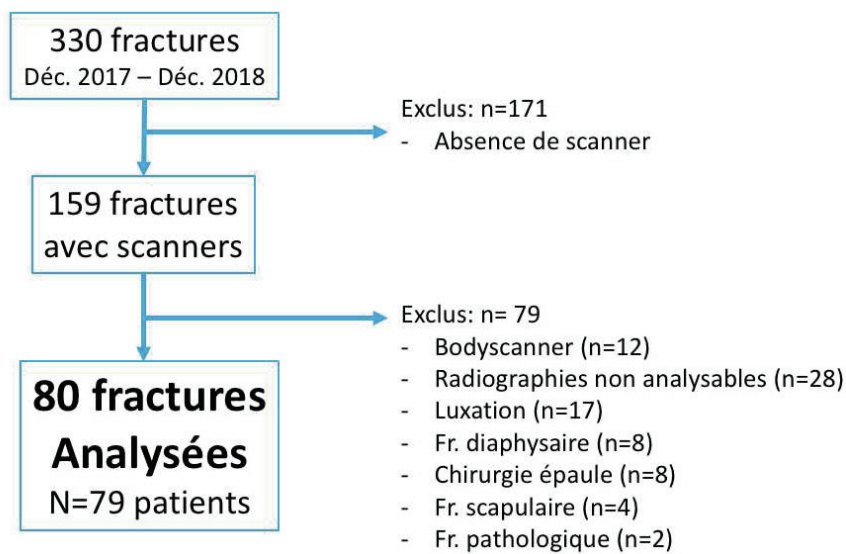 330 fractures
Déc. 2017 – Déc. 2018
Exclus: n=171
- Absence de scanner
159 fractures
avec scanners
Exclus: n= 79
- Bodyscanner (n=12)
- Radiographies non analysables (n=28)
- Luxation (n=17)
- Fr. diaphysaire (n=8)
- Chirurgie épaule (n=8)
- Fr. scapulaire (n=4)
- Fr. pathologique (n=2)
80 fractures
Analysées
N=79 patients